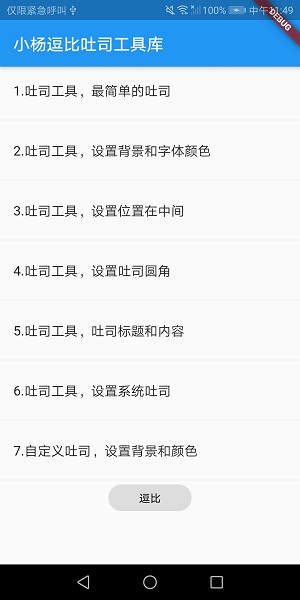 仅限紧急呼叫
100% 中午11:49
DEBUG
小杨逗比吐司工具库
1.吐司工具，最简单的吐司
2.吐司工具，设置背景和字体颜色
3.吐司工具，设置位置在中间
4.吐司工具，设置吐司圆角
5.吐司工具，吐司标题和内容
6.吐司工具，设置系统吐司
7.自定义吐司，设置背景和颜色
逗比